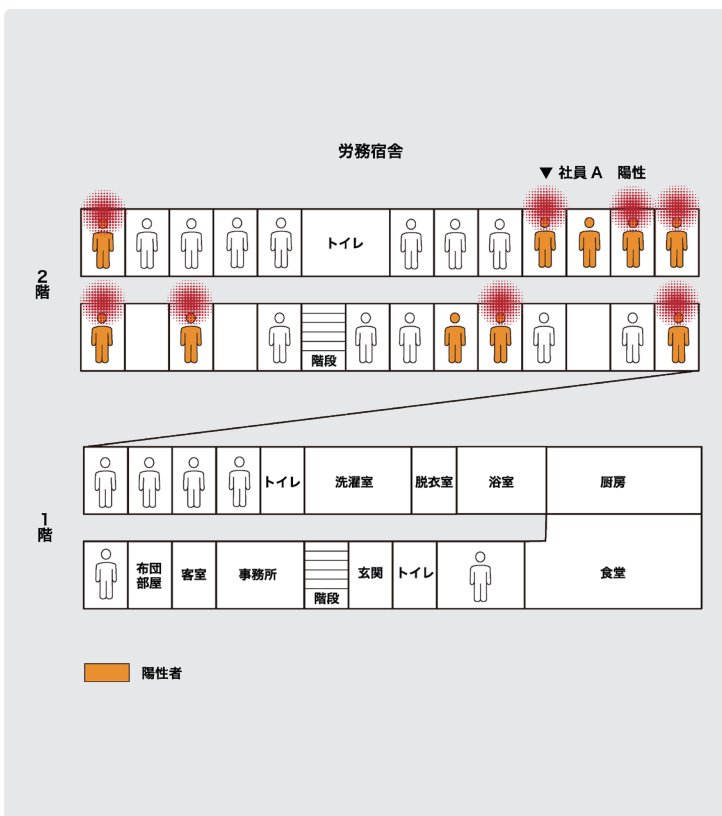 労務宿舎
▼ 社員 A 陽性
2階
トイレ
階段
1階
トイレ
洗濯室
脱衣室
浴室
厨房
布団
部屋
客室
事務所
階段
玄関
トイレ
食堂
陽性者